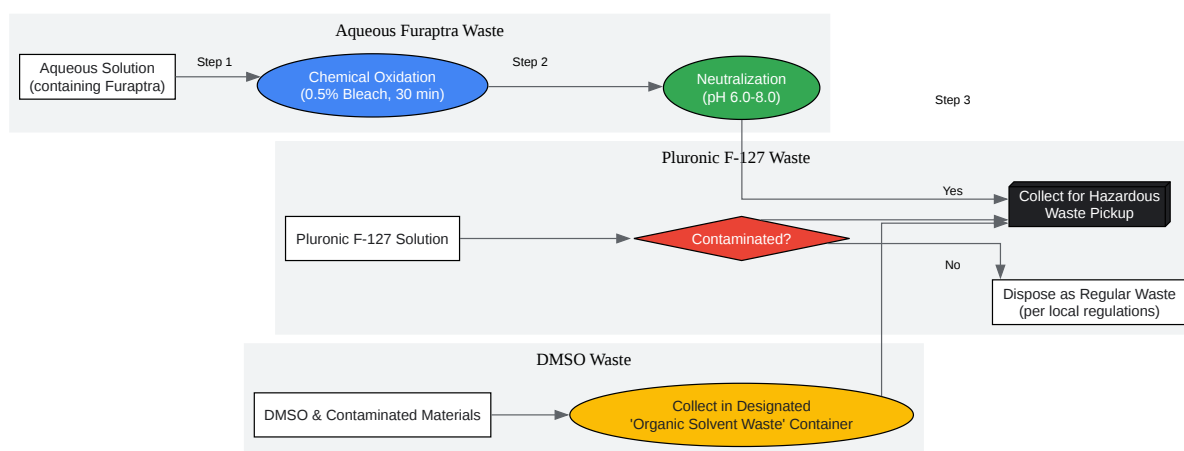 Aqueous Furaptra Waste
Aqueous Solution
(containing Furaptra)
Step 1
Chemical Oxidation
(0.5% Bleach, 30 min)
Step 2
Neutralization
(pH 6.0-8.0)
Step 3
Pluronic F-127 Waste
Pluronic F-127 Solution
Contaminated?
Yes
Collect for Hazardous
Waste Pickup
No
Dispose as Regular Waste
(per local regulations)
DMSO Waste
DMSO & Contaminated Materials
Collect in Designated
'Organic Solvent Waste' Container